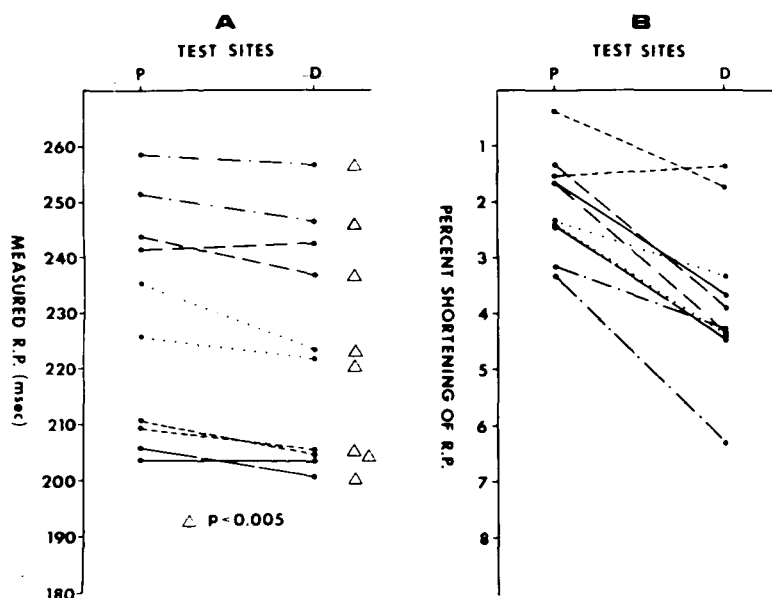 A
TEST SITES
P D
MEASURED R.P. (msec)
260
250
240
230
220
210
200
190
180
△ P<0.005
B
TEST SITES
P D
PERCENT SHORTENING OF R.P.
1
2
3
4
5
6
7
8